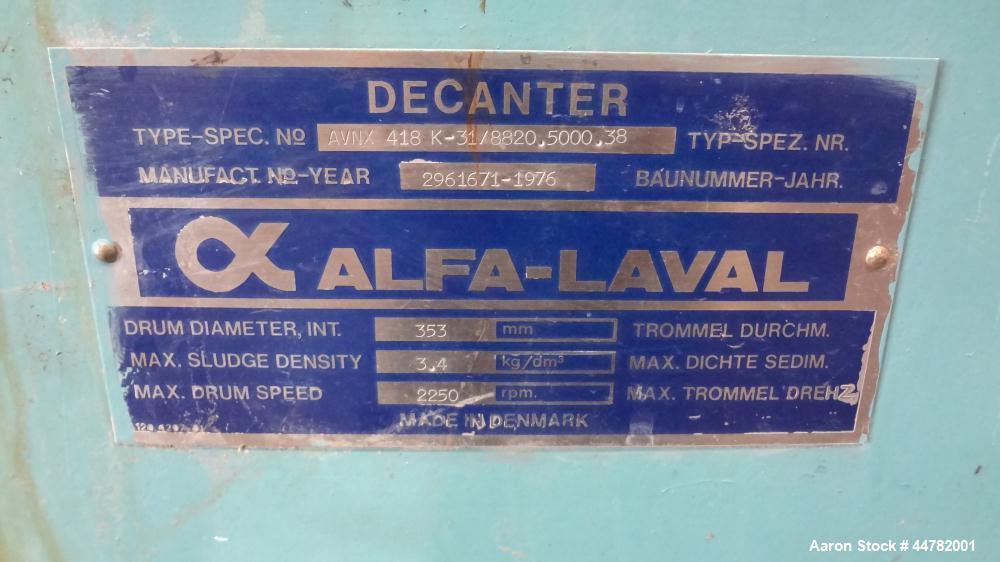 DECANTER
TYPE-SPEC. Nº AVNX 418 K-31/8820.5000.38 TYP-SPEZ. NR.
MANUFACT. Nº-YEAR 2961671-1976 BAUNUMMER-JAHR.
α ALFA-LAVAL
DRUM DIAMETER, INT. 353 mm TROMMEL DURCHM.
MAX. SLUDGE DENSITY 3.4 kg/dm³ MAX. DICHTE SEDIM.
MAX. DRUM SPEED 2250 rpm. MAX. TROMMEL DREHZ
MADE IN DENMARK
Aaron Stock # 44782001